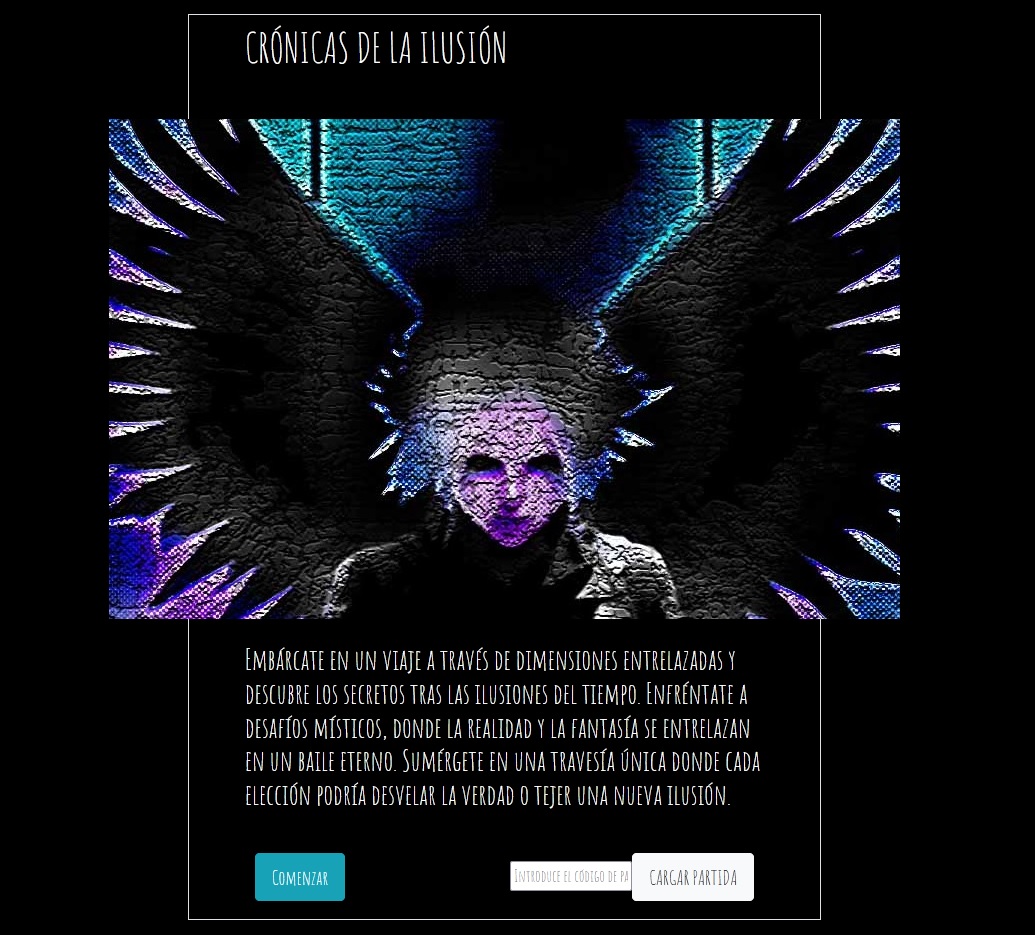 CRÓNICAS DE LA ILUSIÓN
Embárcate en un viaje a través de dimensiones entrelazadas y
descubre los secretos tras las ilusiones del tiempo. Enfréntate a
desafíos místicos, donde la realidad y la fantasía se entrelazan
en un baile eterno. Sumérgete en una travesía única donde cada
elección podría desvelar la verdad o tejer una nueva ilusión.
Comenzar
Introduce el código de pa
CARGAR PARTIDA